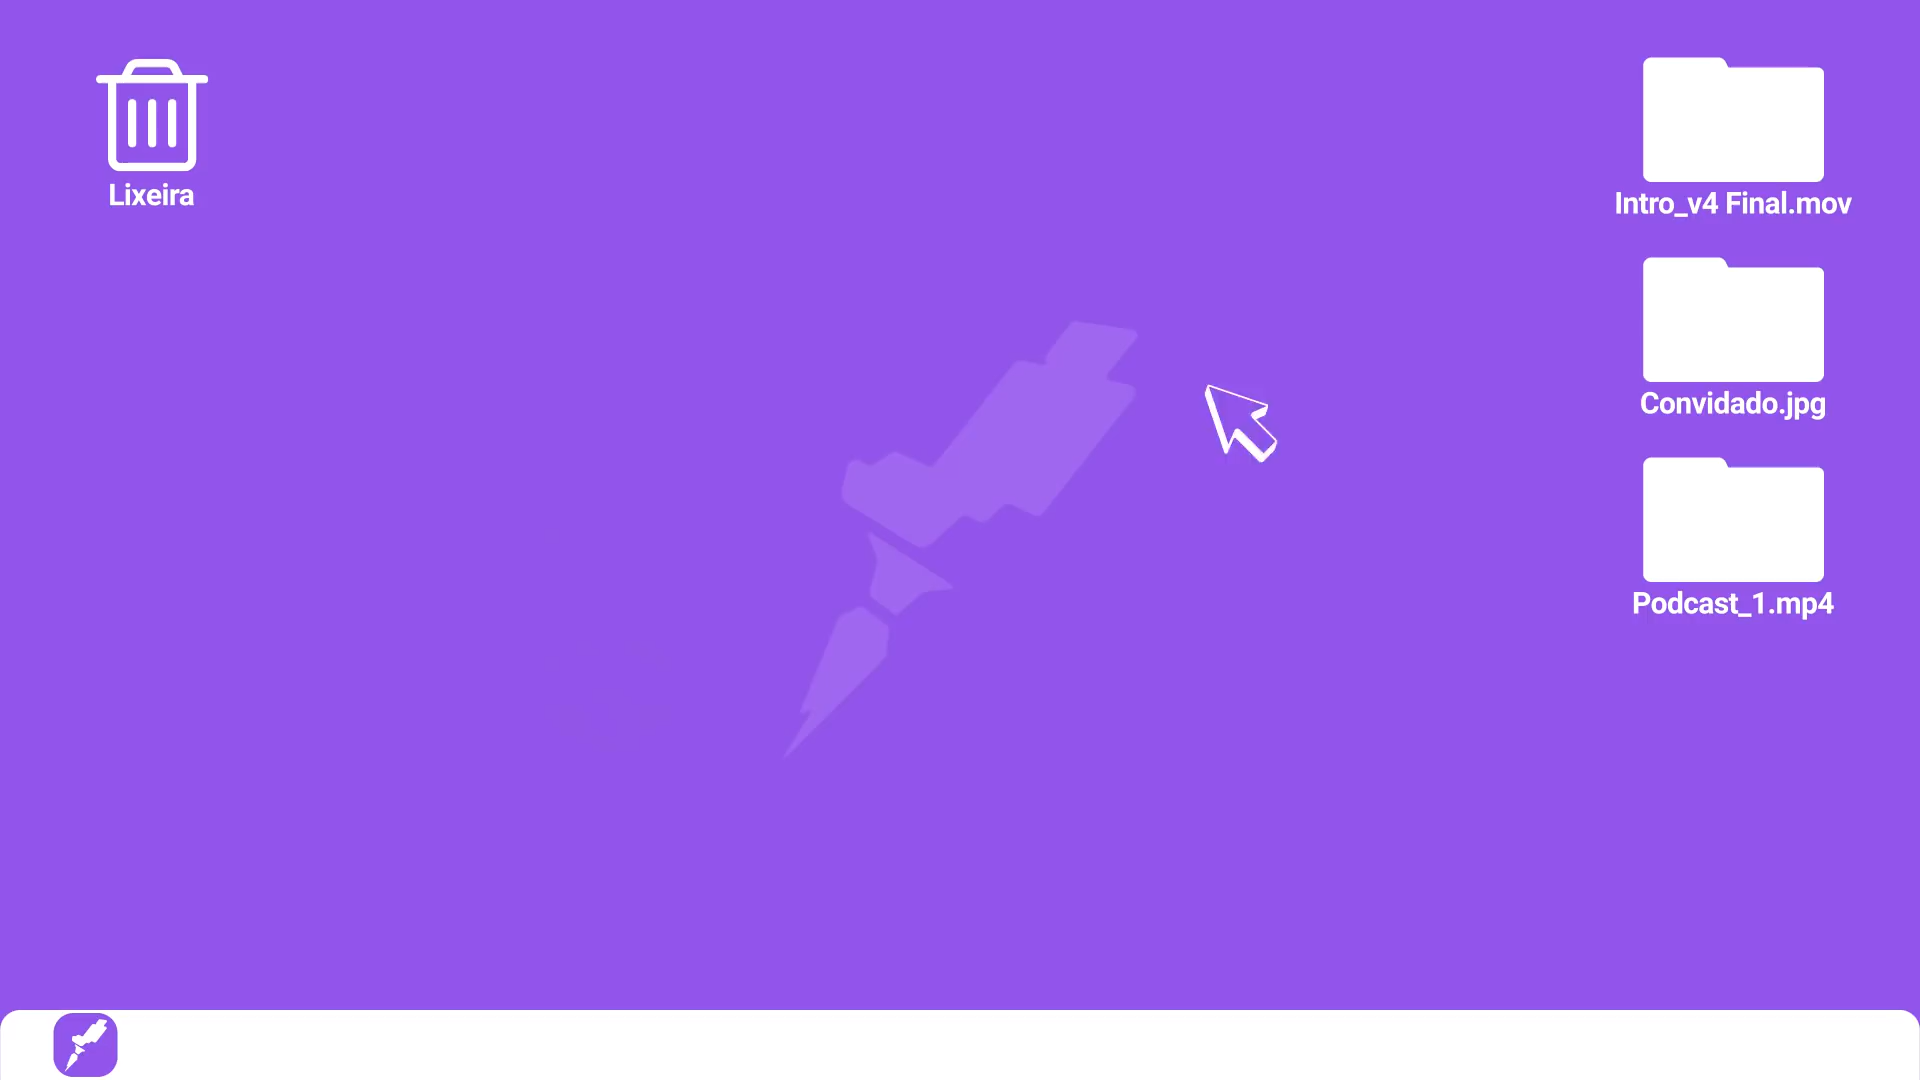 Lixeira
Intro_v4 Final.mov
Convidado.jpg
Podcast_1.mp4